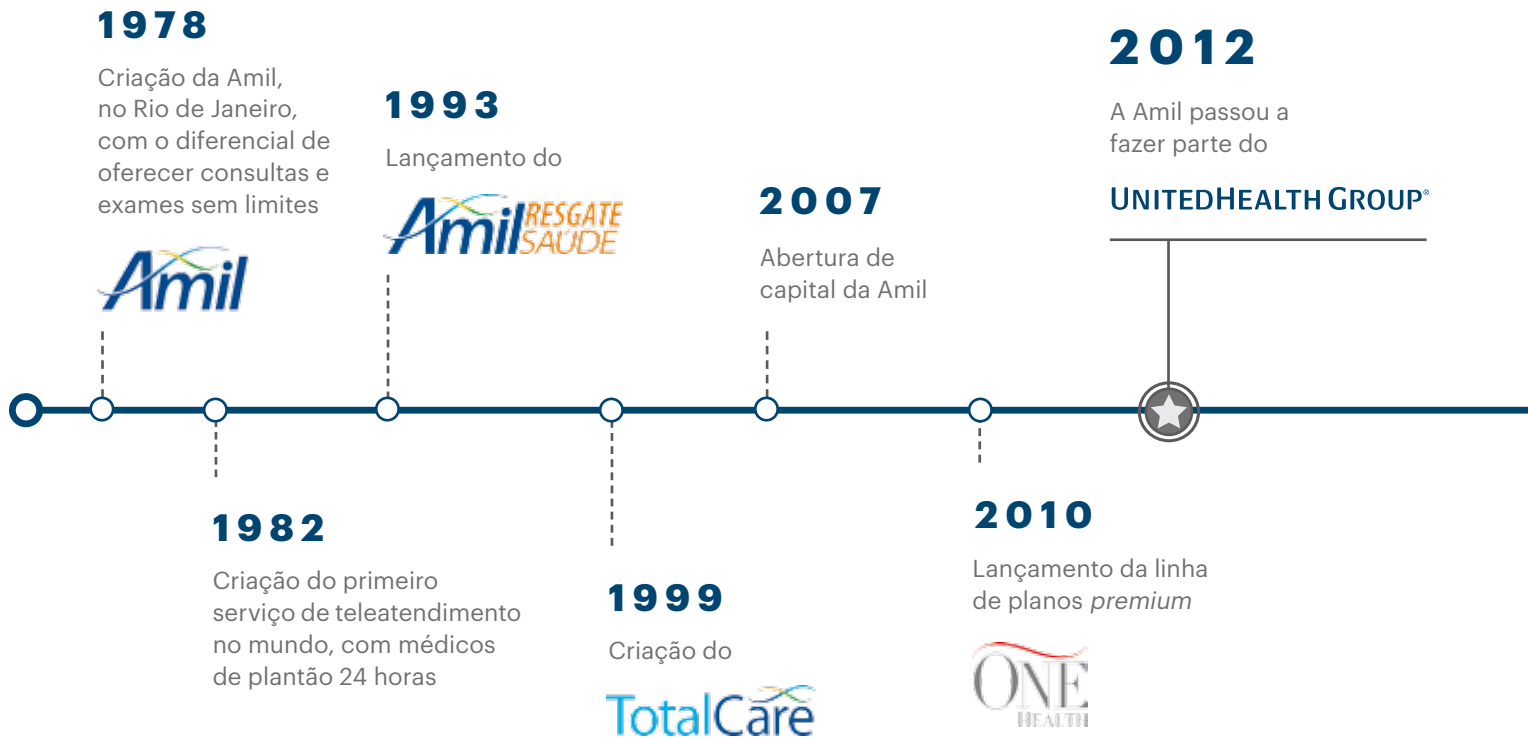 1978
Criação da Amil,
no Rio de Janeiro,
com o diferencial de
oferecer consultas e
exames sem limites
Amil
1982
Criação do primeiro
serviço de teleatendimento
no mundo, com médicos
de plantão 24 horas
1993
Lançamento do
Amil RESGATE
SAÚDE
1999
Criação do
TotalCare
2007
Abertura de
capital da Amil
2010
Lançamento da linha
de planos premium
ONE
HEALTH
2012
A Amil passou a
fazer parte do
UNITEDHEALTH GROUP®